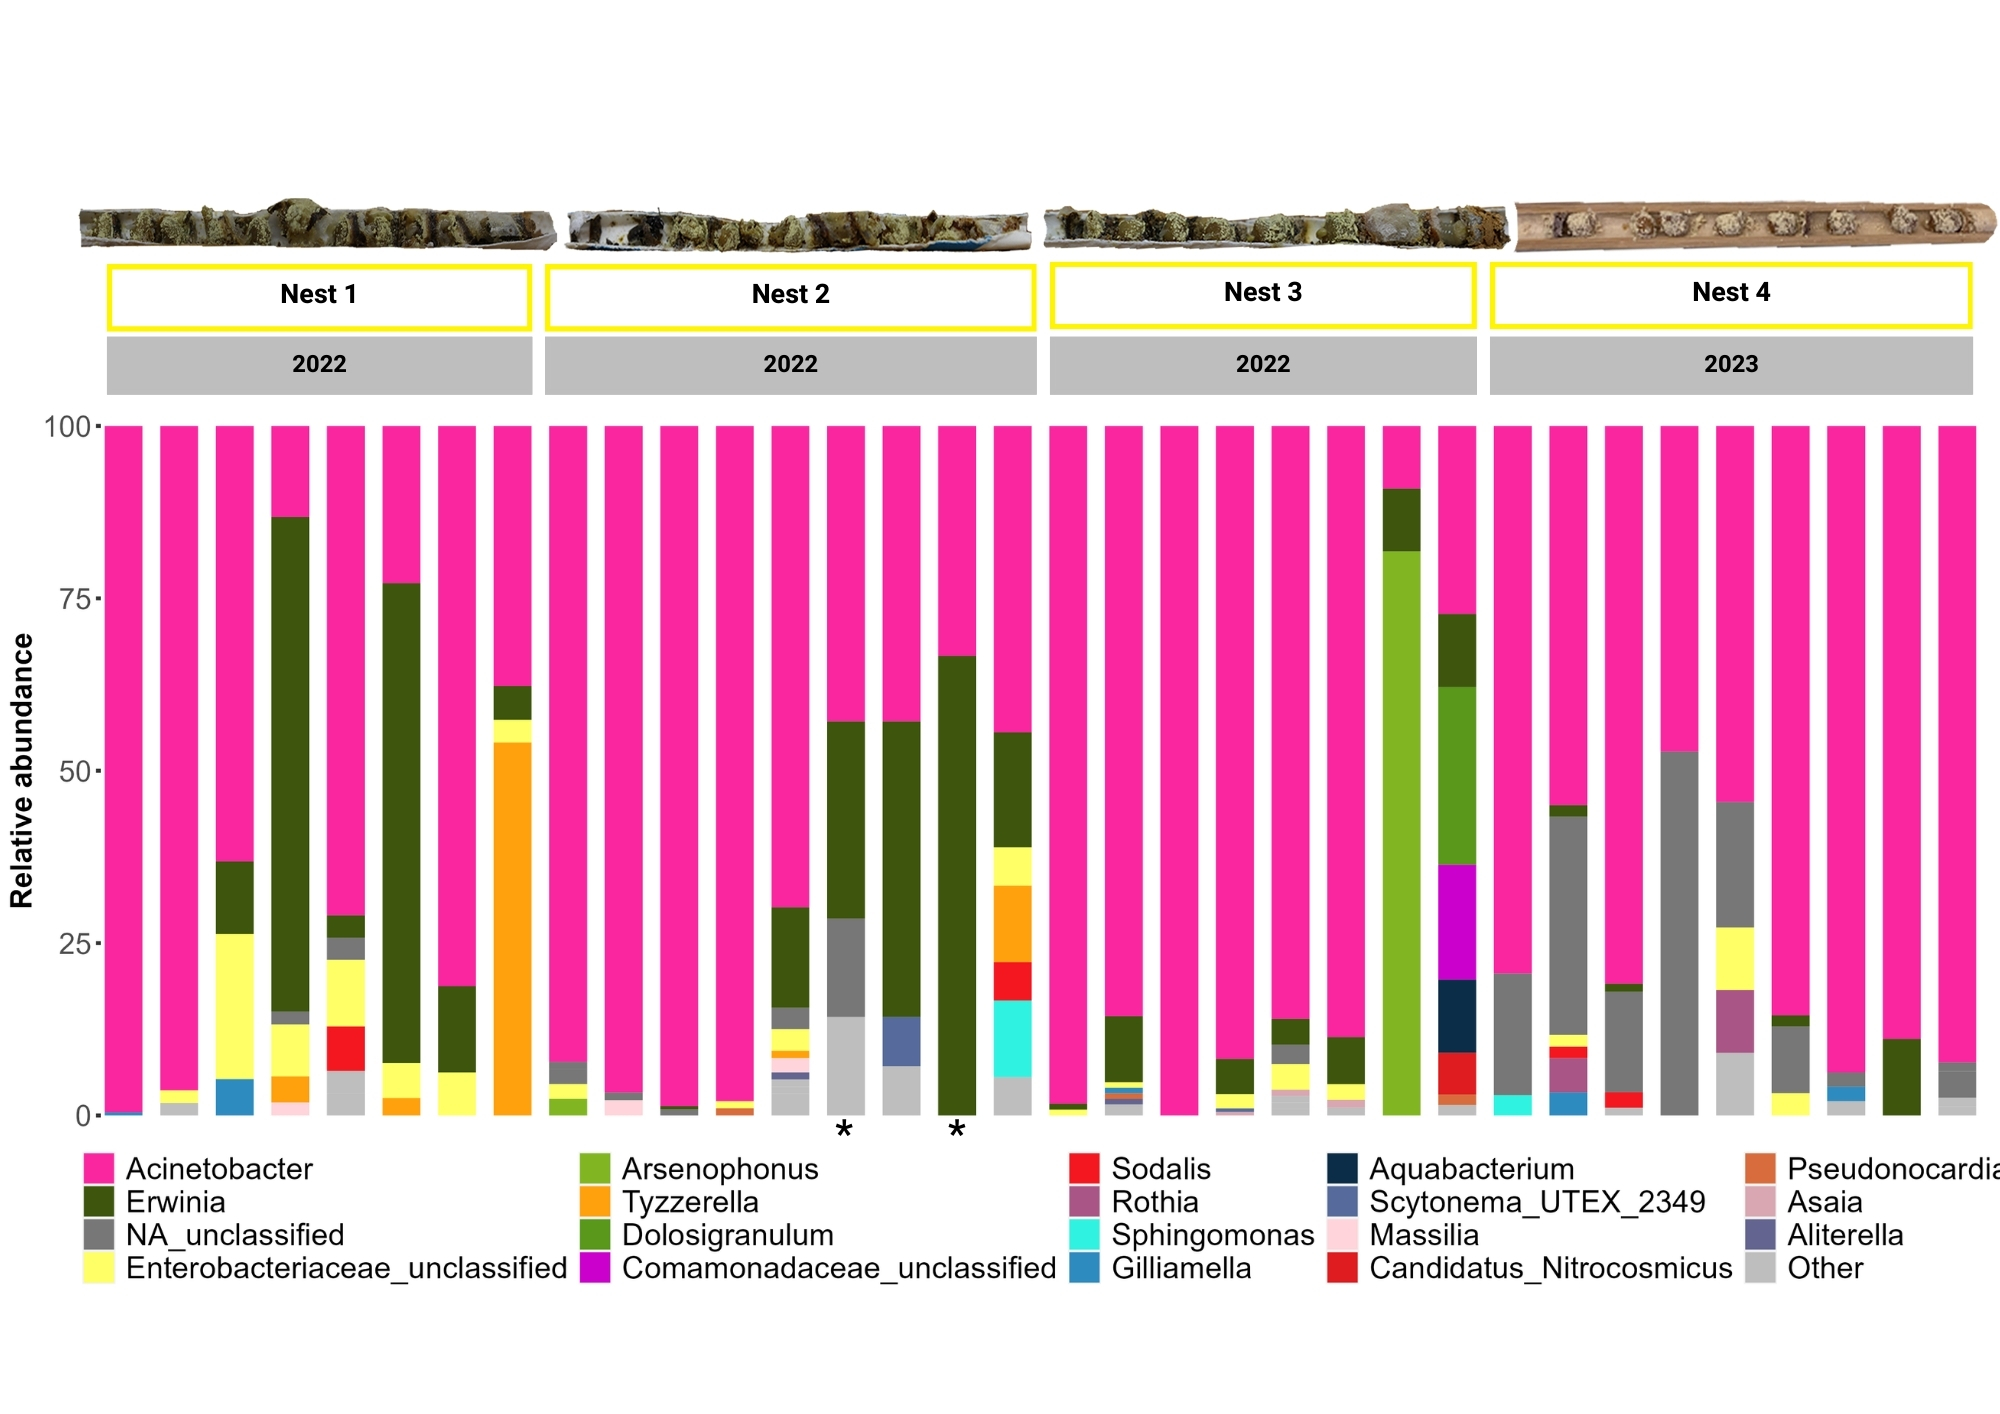 Nest 1
Nest 2
Nest 3
Nest 4
2022
2022
2022
2023
Relative abundance
100
75
50
25
0
*
*
Acinetobacter
Erwinia
NA_unclassified
Enterobacteriaceae_unclassified
Arsenophonus
Tyzzerella
Dolosigranulum
Comamonadaceae_unclassified
Sodalis
Rothia
Sphingomonas
Gilliamella
Aquabacterium
Scytonema_UTEX_2349
Massilia
Candidatus_Nitrocosmicus
Pseudonocardia
Asaia
Aliterella
Other